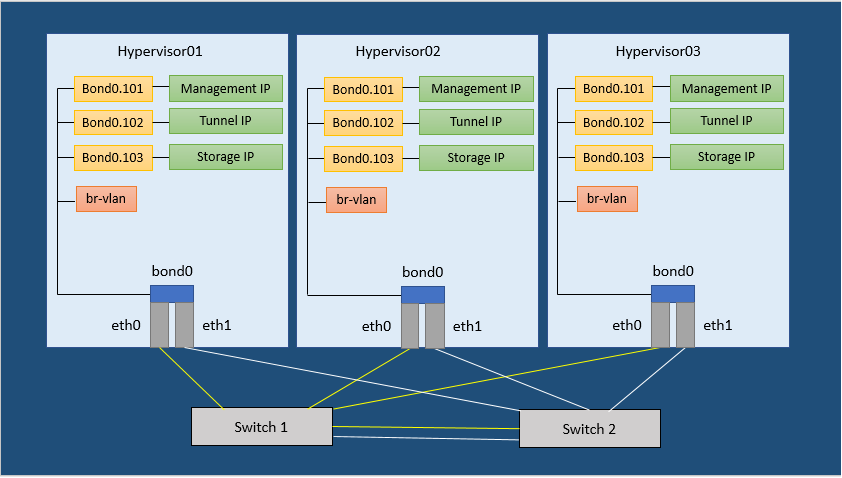 Hypervisor01
Bond0.101
Management IP
Bond0.102
Tunnel IP
Bond0.103
Storage IP
br-vlan
bond0
eth0
eth1
Hypervisor02
Bond0.101
Management IP
Bond0.102
Tunnel IP
Bond0.103
Storage IP
br-vlan
bond0
eth0
eth1
Hypervisor03
Bond0.101
Management IP
Bond0.102
Tunnel IP
Bond0.103
Storage IP
br-vlan
bond0
eth0
eth1
Switch 1
Switch 2